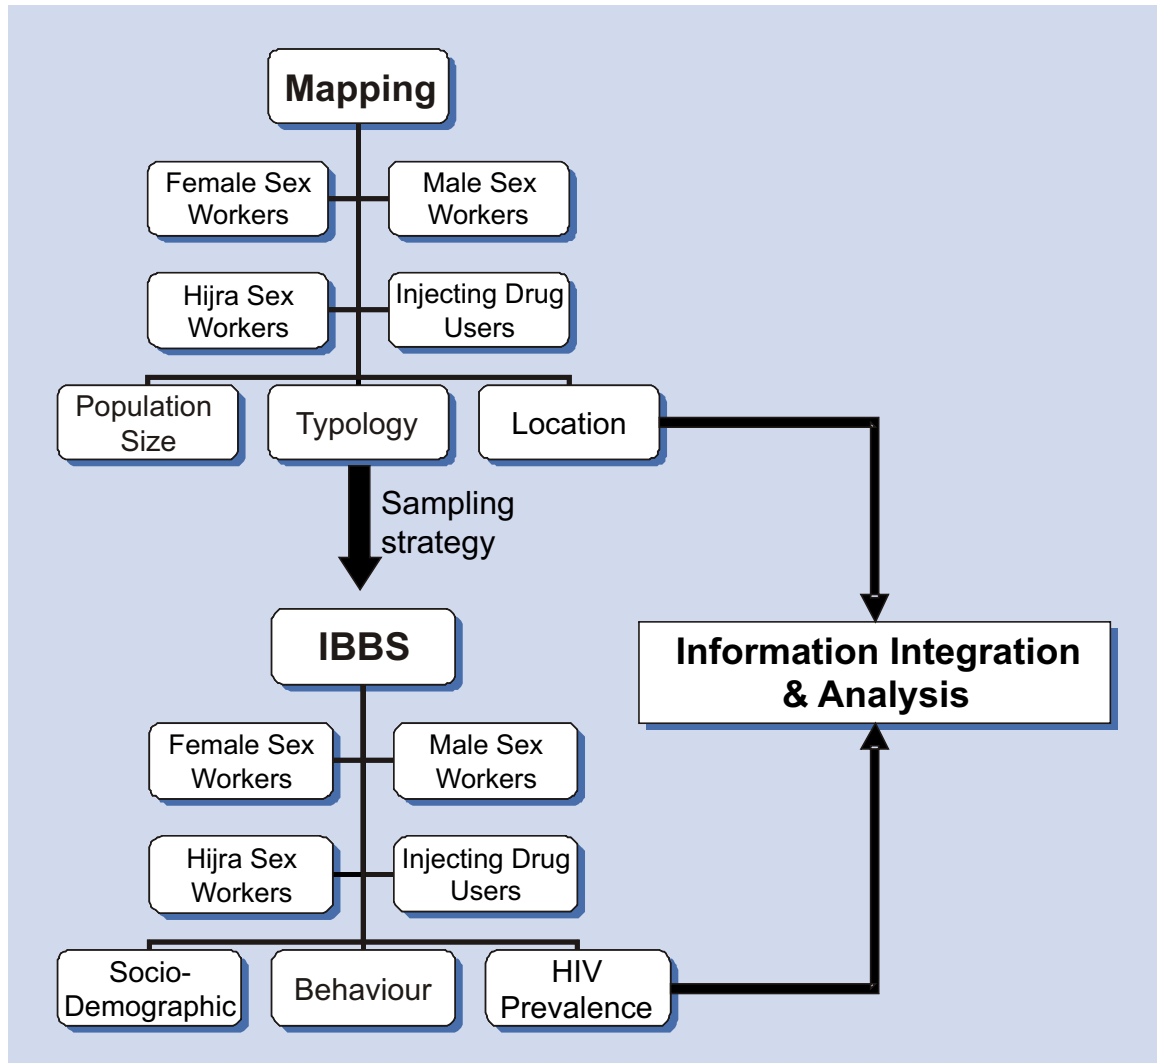 Mapping
Female Sex
Workers
Male Sex
Workers
Hijra Sex
Workers
Injecting Drug
Users
Population
Size
Typology
Location
Sampling
strategy
IBBS
Information Integration
& Analysis
Female Sex
Workers
Male Sex
Workers
Hijra Sex
Workers
Injecting Drug
Users
Socio-
Demographic
Behaviour
HIV
Prevalence